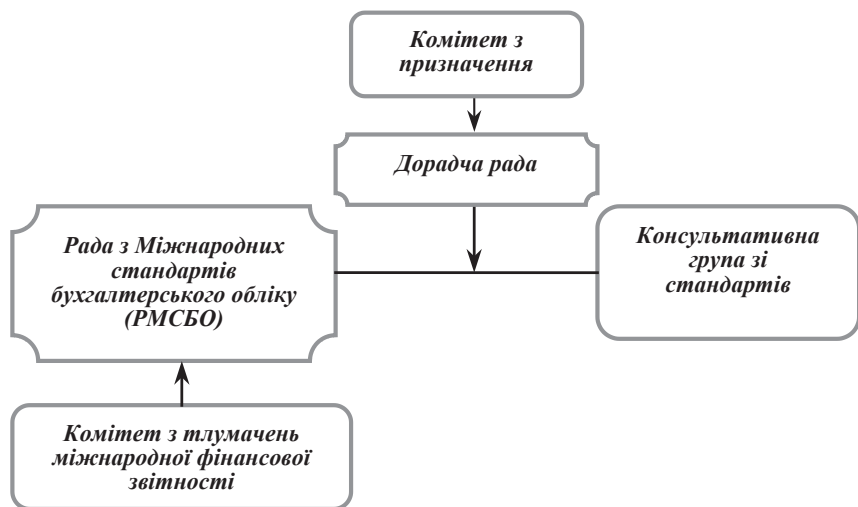 Комітет з
призначення
Дорадча рада
Рада з Міжнародних
стандартів
бухгалтерського обліку
(РМСБО)
Консультативна
група зі
стандартів
Комітет з тлумачень
міжнародної фінансової
звітності